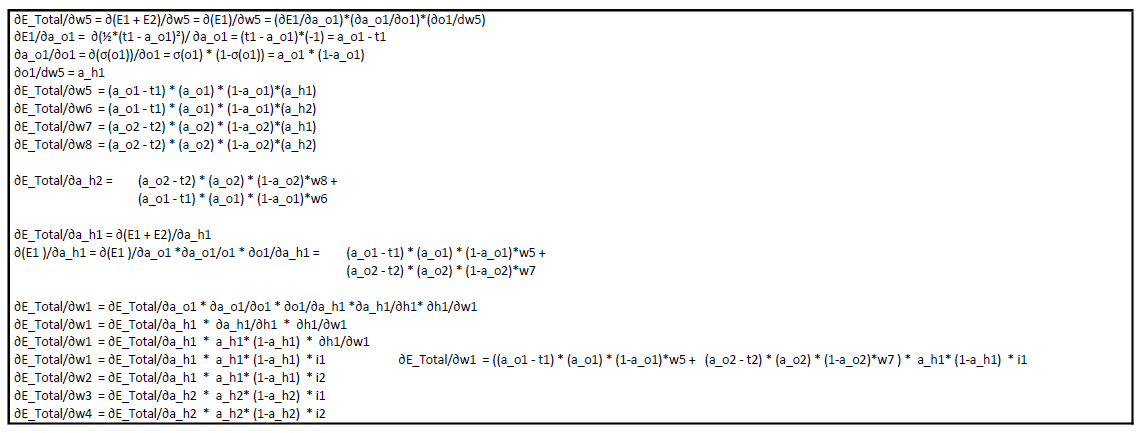 ∂E_Total/∂w5 = ∂(E1 + E2)/∂w5 = ∂(E1)/∂w5 = (∂E1/∂a_o1)*(∂a_o1/∂o1)*(∂o1/dw5)
∂E1/∂a_o1 =  ∂(½*(t1 - a_o1)²)/ ∂a_o1 = (t1 - a_o1)*(-1) = a_o1 - t1
∂a_o1/∂o1 = ∂(σ(o1))/∂o1 = σ(o1) * (1-σ(o1)) = a_o1 * (1-a_o1)
∂o1/dw5 = a_h1
∂E_Total/∂w5  = (a_o1 - t1) * (a_o1) * (1-a_o1)*(a_h1)
∂E_Total/∂w6  = (a_o1 - t1) * (a_o1) * (1-a_o1)*(a_h2)
∂E_Total/∂w7  = (a_o2 - t2) * (a_o2) * (1-a_o2)*(a_h1)
∂E_Total/∂w8  = (a_o2 - t2) * (a_o2) * (1-a_o2)*(a_h2)
∂E_Total/∂a_h2 = (a_o2 - t2) * (a_o2) * (1-a_o2)*w8 +
(a_o1 - t1) * (a_o1) * (1-a_o1)*w6
∂E_Total/∂a_h1 = ∂(E1 + E2)/∂a_h1
∂(E1 )/∂a_h1 = ∂(E1 )/∂a_o1 *∂a_o1/o1 * ∂o1/∂a_h1 = (a_o1 - t1) * (a_o1) * (1-a_o1)*w5 +
(a_o2 - t2) * (a_o2) * (1-a_o2)*w7
∂E_Total/∂w1  = ∂E_Total/∂a_o1 * ∂a_o1/∂o1 * ∂o1/∂a_h1 *∂a_h1/∂h1* ∂h1/∂w1
∂E_Total/∂w1  = ∂E_Total/∂a_h1  *  ∂a_h1/∂h1  *  ∂h1/∂w1
∂E_Total/∂w1  = ∂E_Total/∂a_h1  *  a_h1* (1-a_h1)  *  ∂h1/∂w1
∂E_Total/∂w1  = ∂E_Total/∂a_h1  *  a_h1* (1-a_h1)  * i1 ∂E_Total/∂w1  = ((a_o1 - t1) * (a_o1) * (1-a_o1)*w5 +  (a_o2 - t2) * (a_o2) * (1-a_o2)*w7 ) *  a_h1* (1-a_h1)  * i1
∂E_Total/∂w2  = ∂E_Total/∂a_h1  *  a_h1* (1-a_h1)  * i2
∂E_Total/∂w3  = ∂E_Total/∂a_h2  *  a_h2* (1-a_h2)  * i1
∂E_Total/∂w4  = ∂E_Total/∂a_h2  *  a_h2* (1-a_h2)  * i2